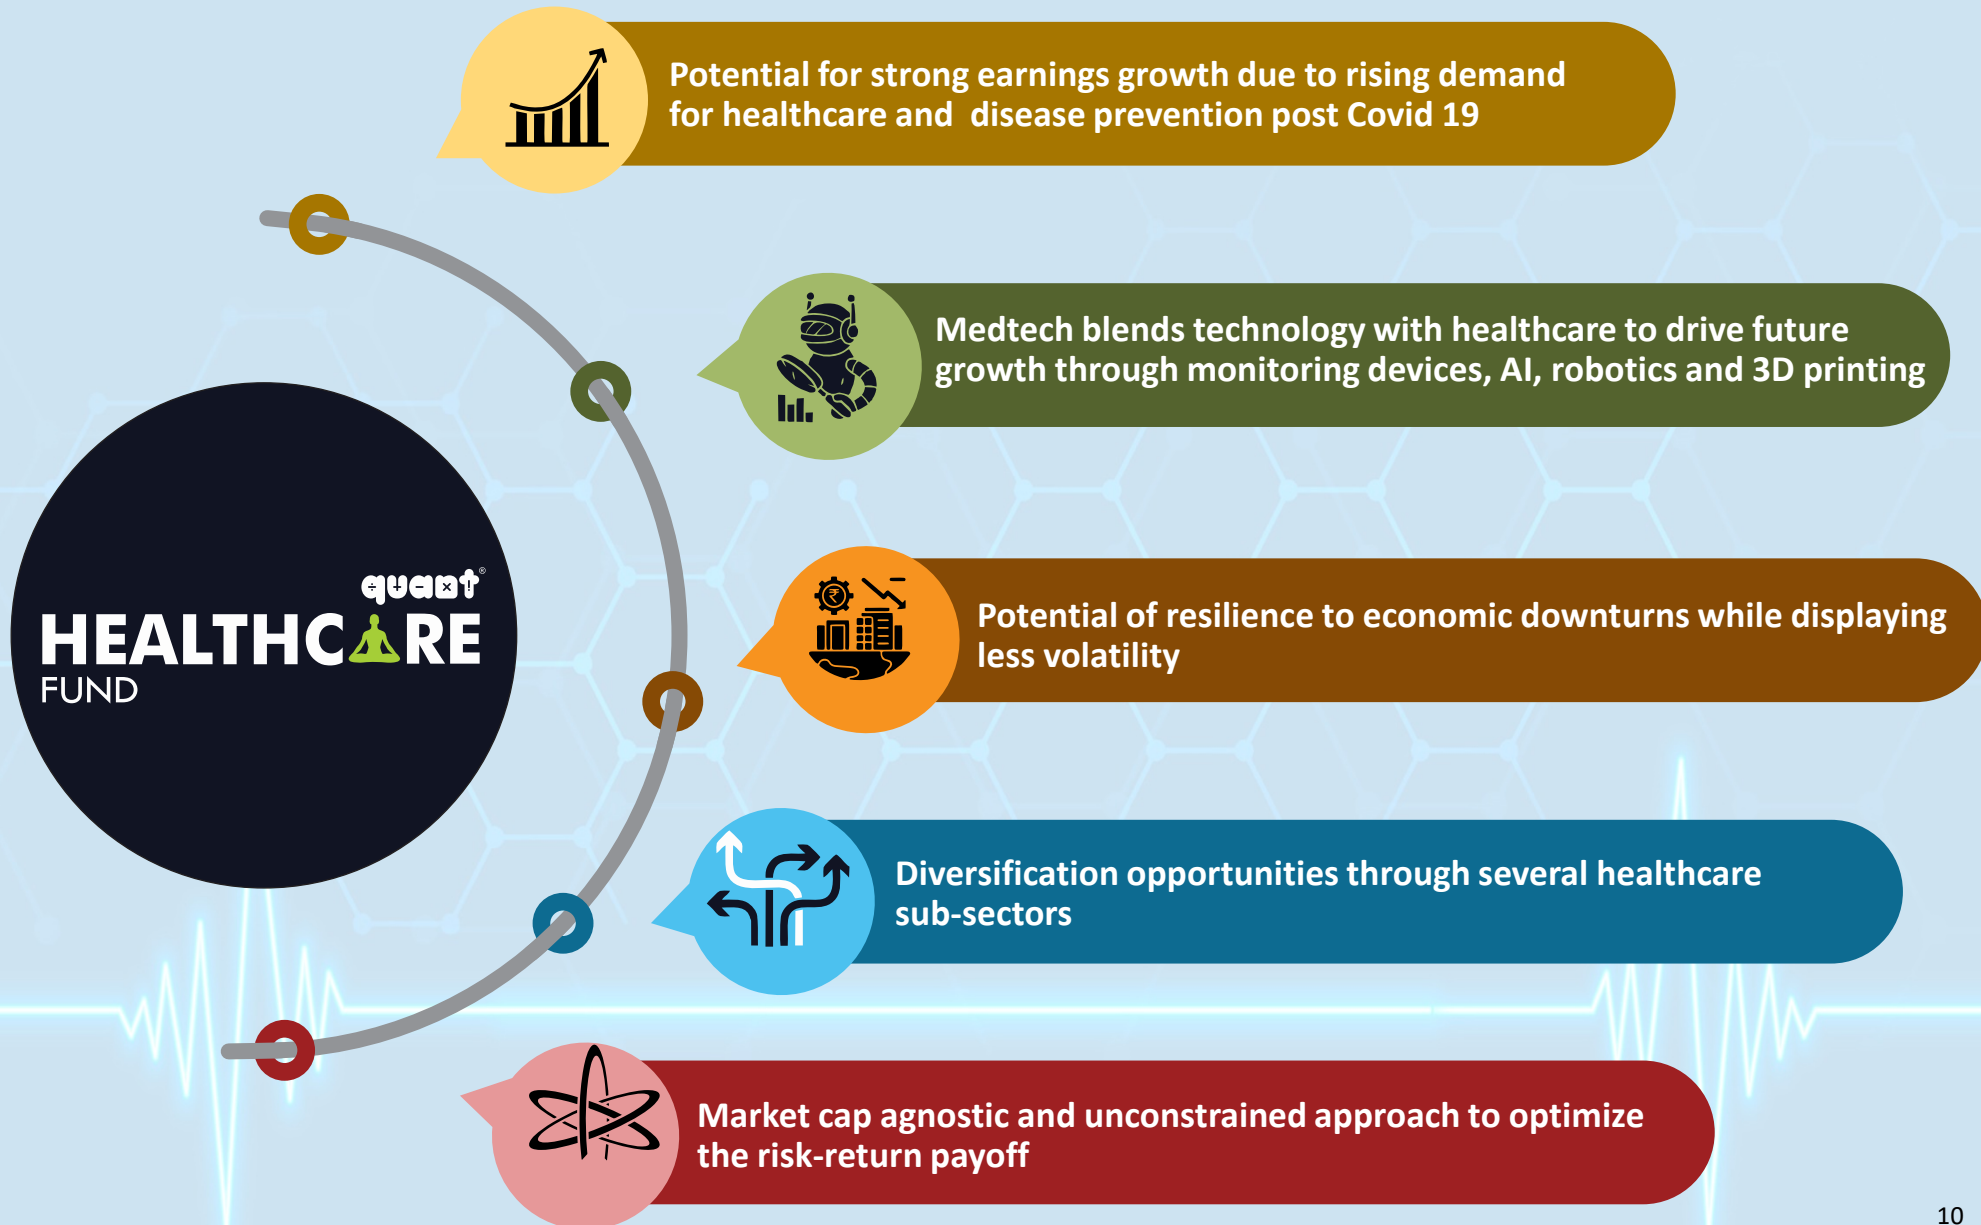 Potential for strong earnings growth due to rising demand
for healthcare and disease prevention post Covid 19
Medtech blends technology with healthcare to drive future
growth through monitoring devices, AI, robotics and 3D printing
quant®
HEALTHCARE
FUND
Potential of resilience to economic downturns while displaying
less volatility
Diversification opportunities through several healthcare
sub-sectors
Market cap agnostic and unconstrained approach to optimize
the risk-return payoff
10